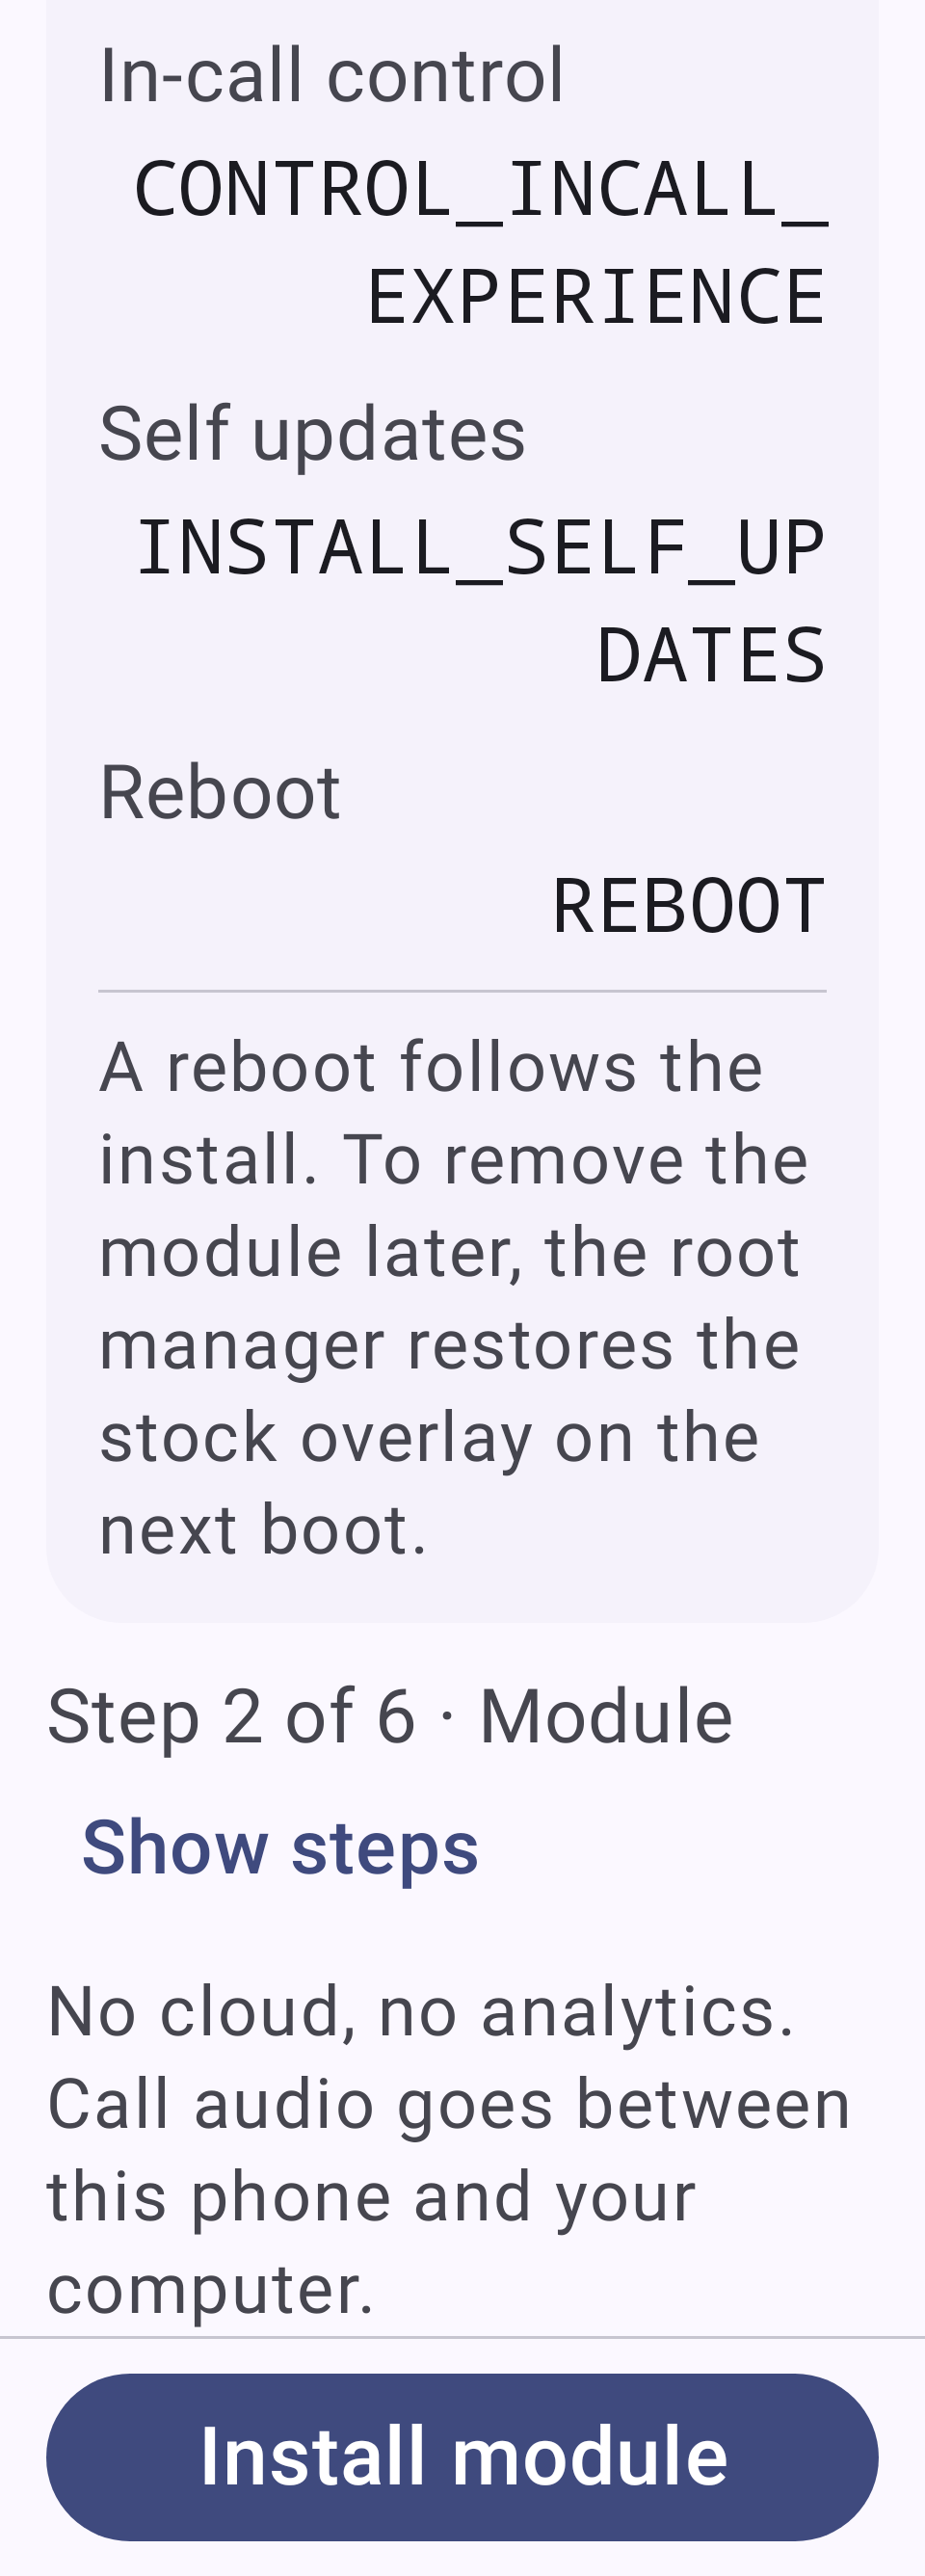 In-call control
CONTROL_INCALL_
EXPERIENCE
Self updates
INSTALL_SELF_UP
DATES
Reboot
REBOOT
A reboot follows the
install. To remove the
module later, the root
manager restores the
stock overlay on the
next boot.
Step 2 of 6 · Module
Show steps
No cloud, no analytics.
Call audio goes between
this phone and your
computer.
Install module